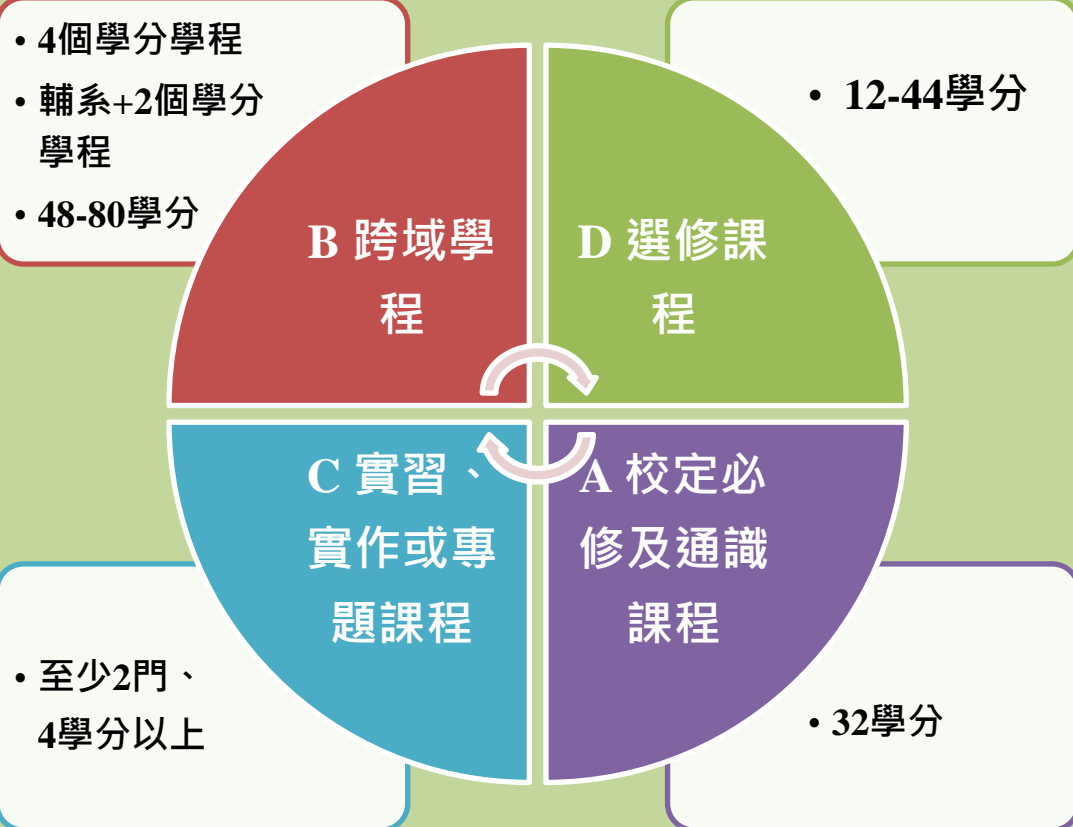 • 4個學分學程
• 輔系+2個學分
學程
• 48-80學分
B 跨域學
程
D 選修課
程
• 12-44學分
C 實習、
實作或專
題課程
• 至少2門、
4學分以上
A 校定必
修及通識
課程
• 32學分